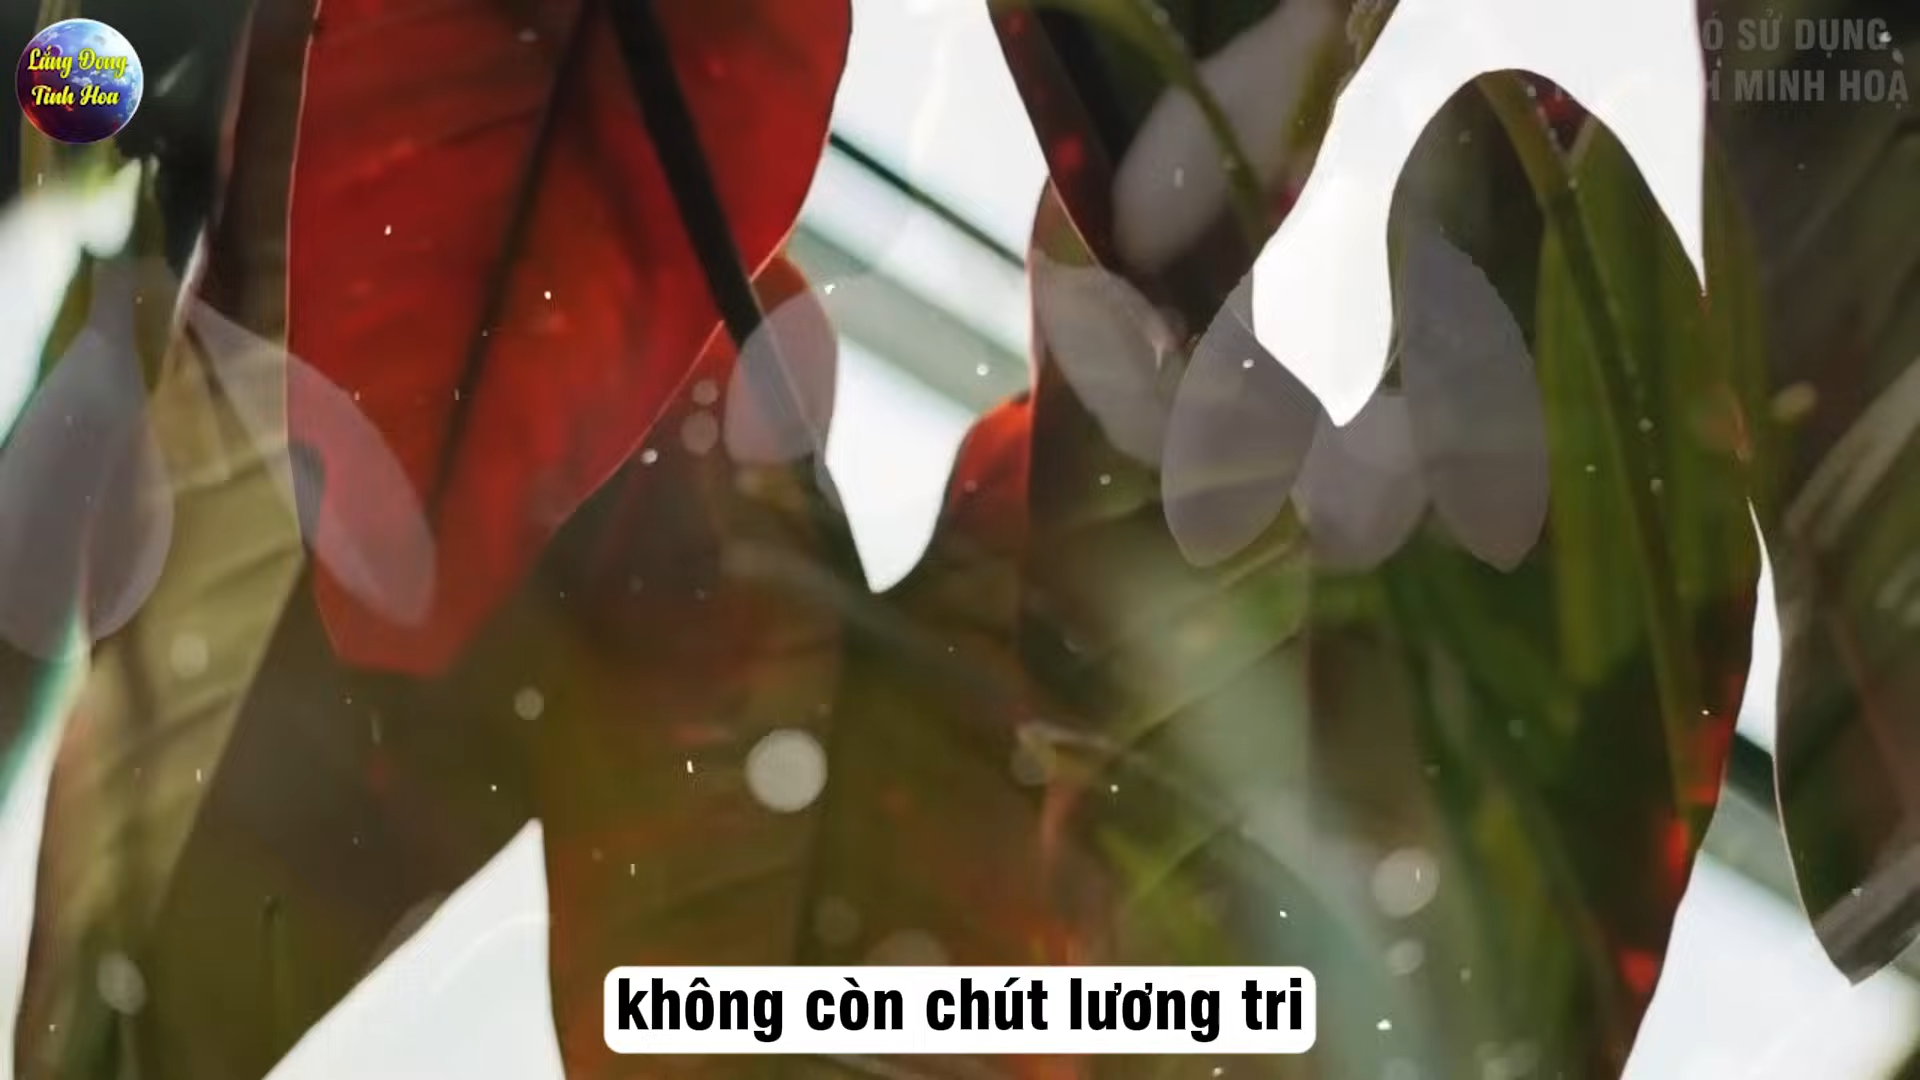 Lắng Đọng
Tinh Hoa
SỬ DỤNG
MINH HOẠ
không còn chút lương tri